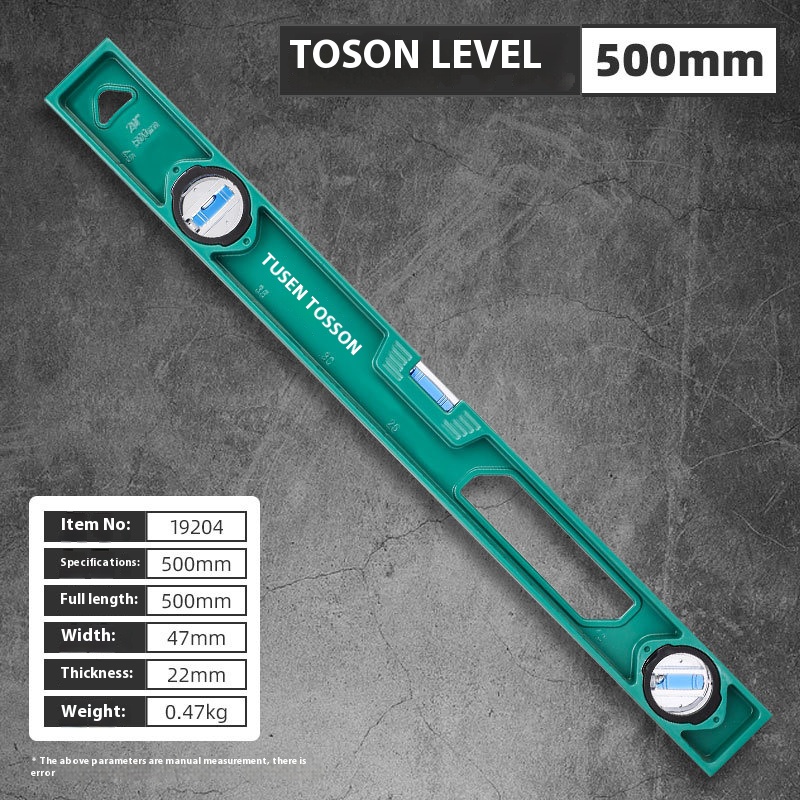 TOSON LEVEL
500mm
TUSEN TOSSON
Item No: 19204
Specifications: 500mm
Full length: 500mm
Width: 47mm
Thickness: 22mm
Weight: 0.47kg
* The above parameters are manual measurement, there is
error